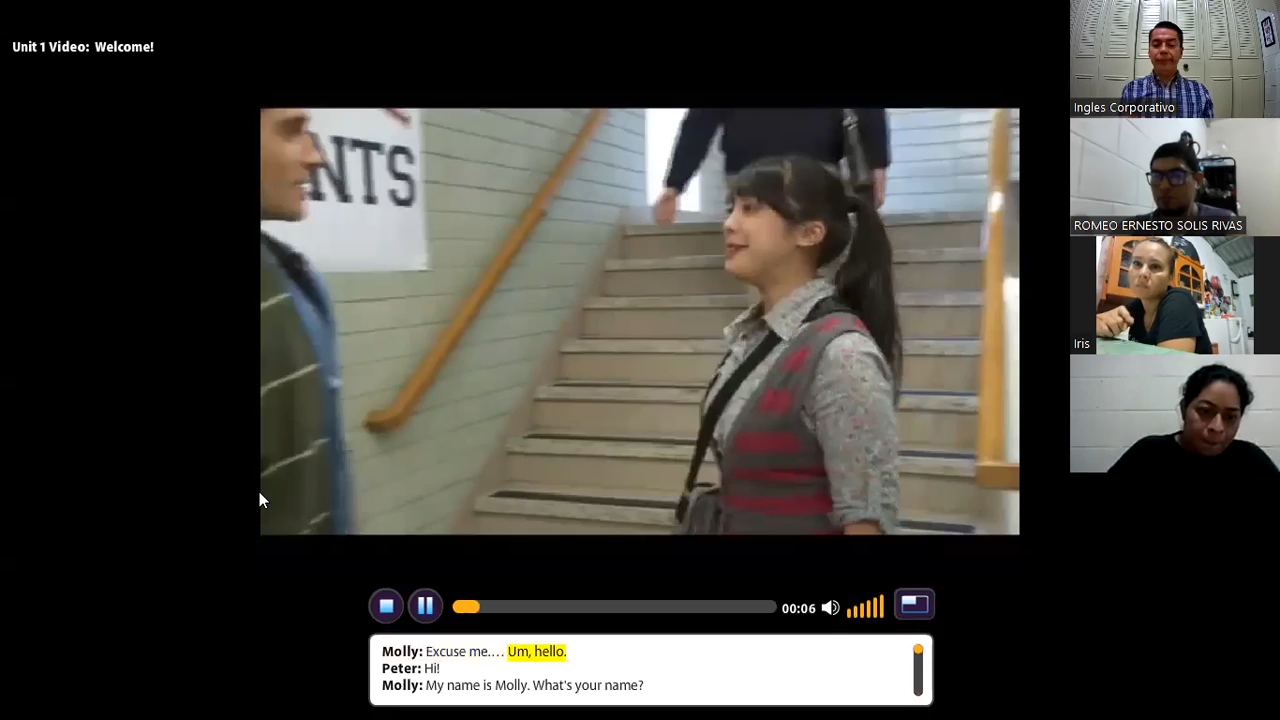 Unit 1 Video: Welcome!
NTS
Ingles Corporativo
ROMEO ERNESTO SOLIS RIVAS
Iris
00:06
Molly: Excuse me.... Um, hello.
Peter: Hi!
Molly: My name is Molly. What's your name?